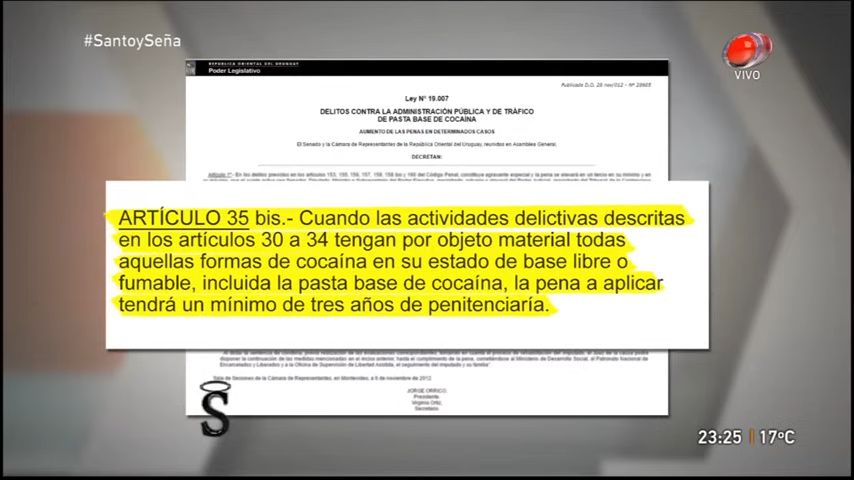 #SantoySeña
VIVO
REPUBLICA ORIENTAL DEL URUGUAY
Poder Legislativo
Publicada D.O. 28 nov/012 - Nº 28605
Ley Nº 19.007
DELITOS CONTRA LA ADMINISTRACIÓN PÚBLICA Y DE TRÁFICO
DE PASTA BASE DE COCAÍNA
AUMENTO DE LAS PENAS EN DETERMINADOS CASOS
El Senado y la Cámara de Representantes de la República Oriental del Uruguay, reunidos en Asamblea General,
DECRETAN:
ARTÍCULO 35 bis.- Cuando las actividades delictivas descritas
en los artículos 30 a 34 tengan por objeto material todas
aquellas formas de cocaína en su estado de base libre o
fumable, incluida la pasta base de cocaína, la pena a aplicar
tendrá un mínimo de tres años de penitenciaría.
Sala de Sesiones de la Cámara de Representantes, en Montevideo, a 6 de noviembre de 2012
JORGE ORRICO,
Presidente.
Virginia Ortiz,
Secretaria.
S
23:25 17ºC